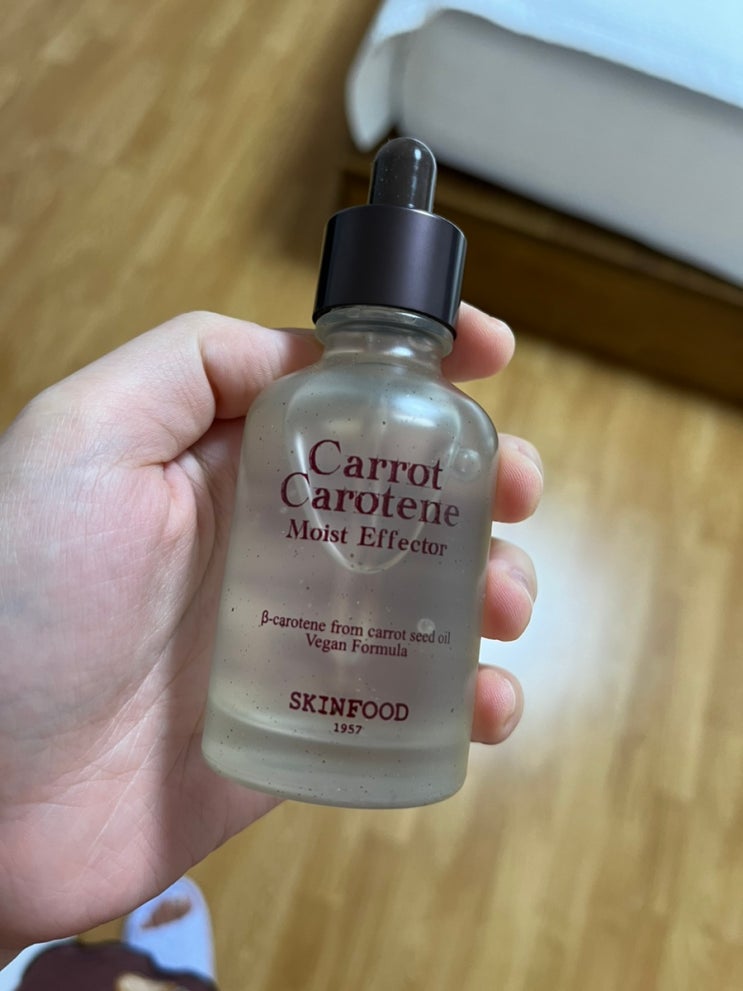 Carrot
Carotene
Moist Effector
β-carotene from carrot seed oil
Vegan Formula
SKINFOOD
1957